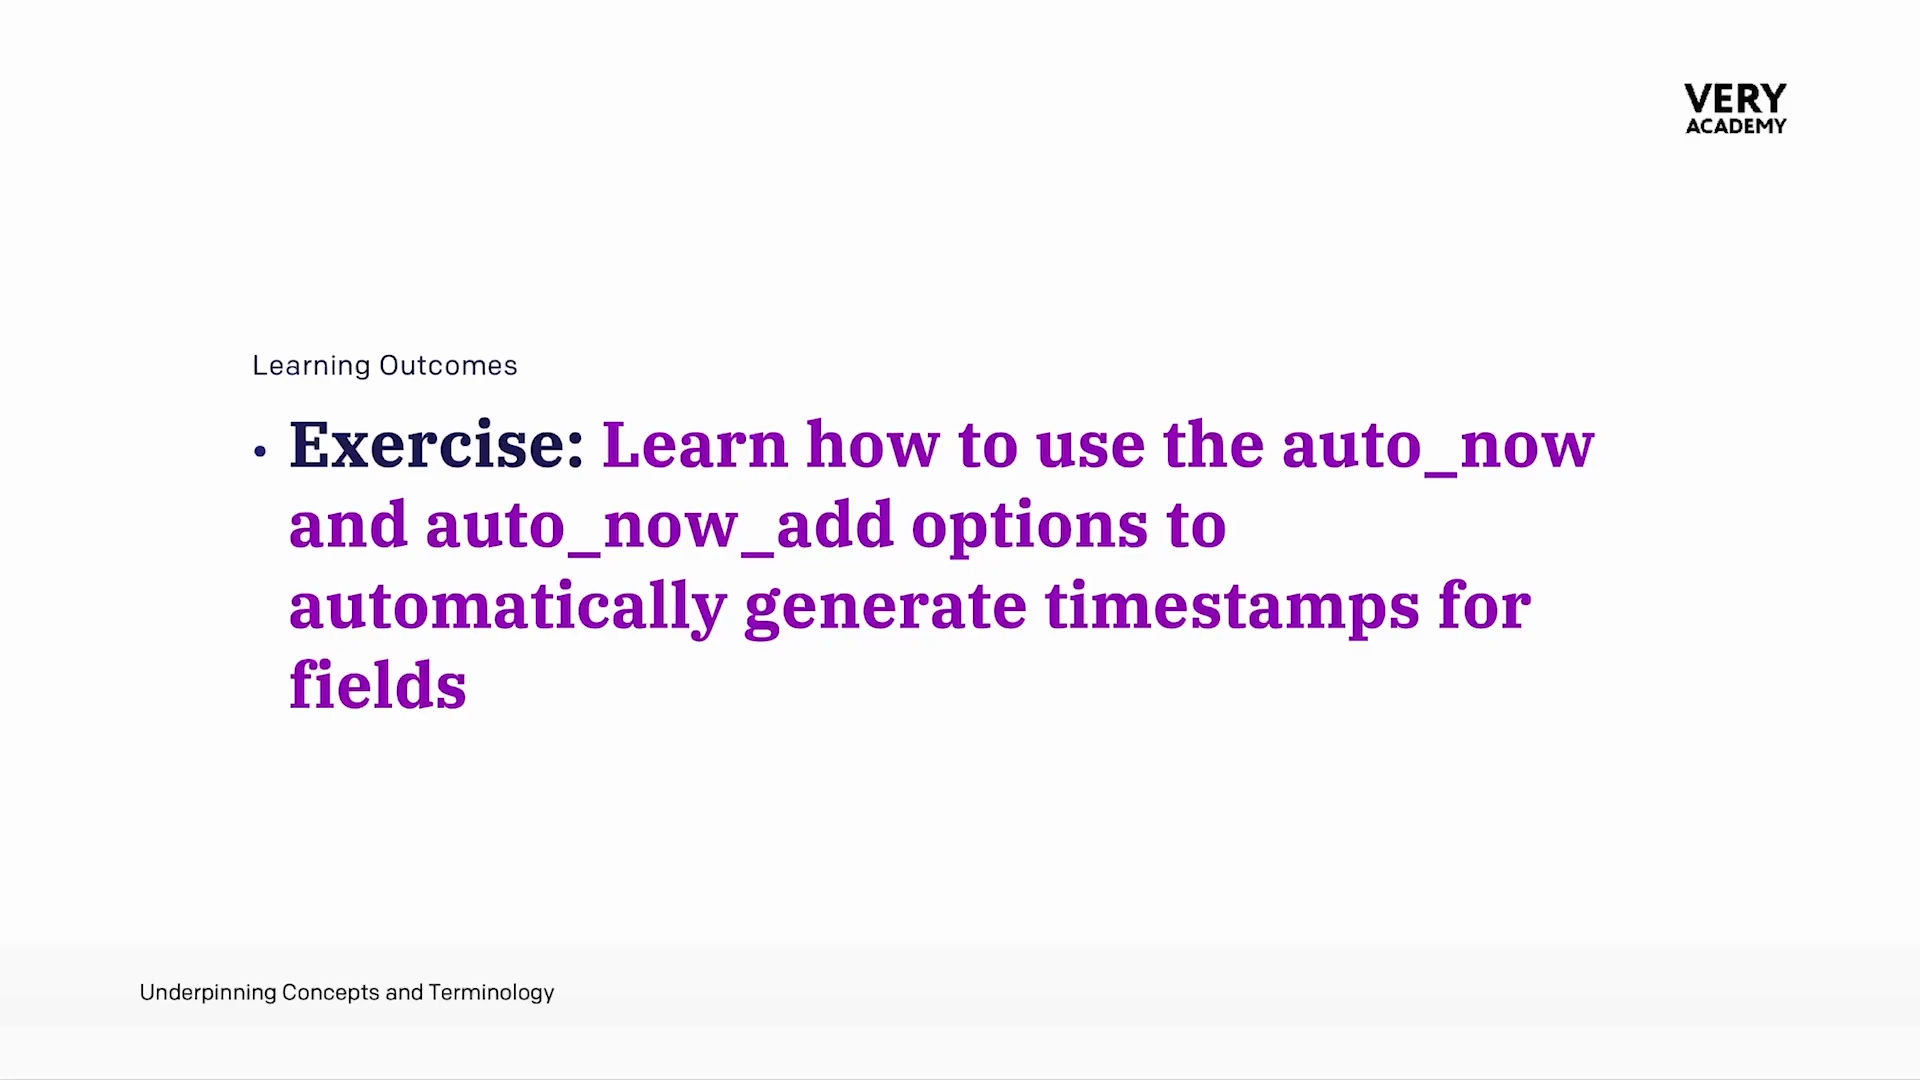 VERY
ACADEMY
Learning Outcomes
• Exercise: Learn how to use the auto_now
and auto_now_add options to
automatically generate timestamps for
fields
Underpinning Concepts and Terminology